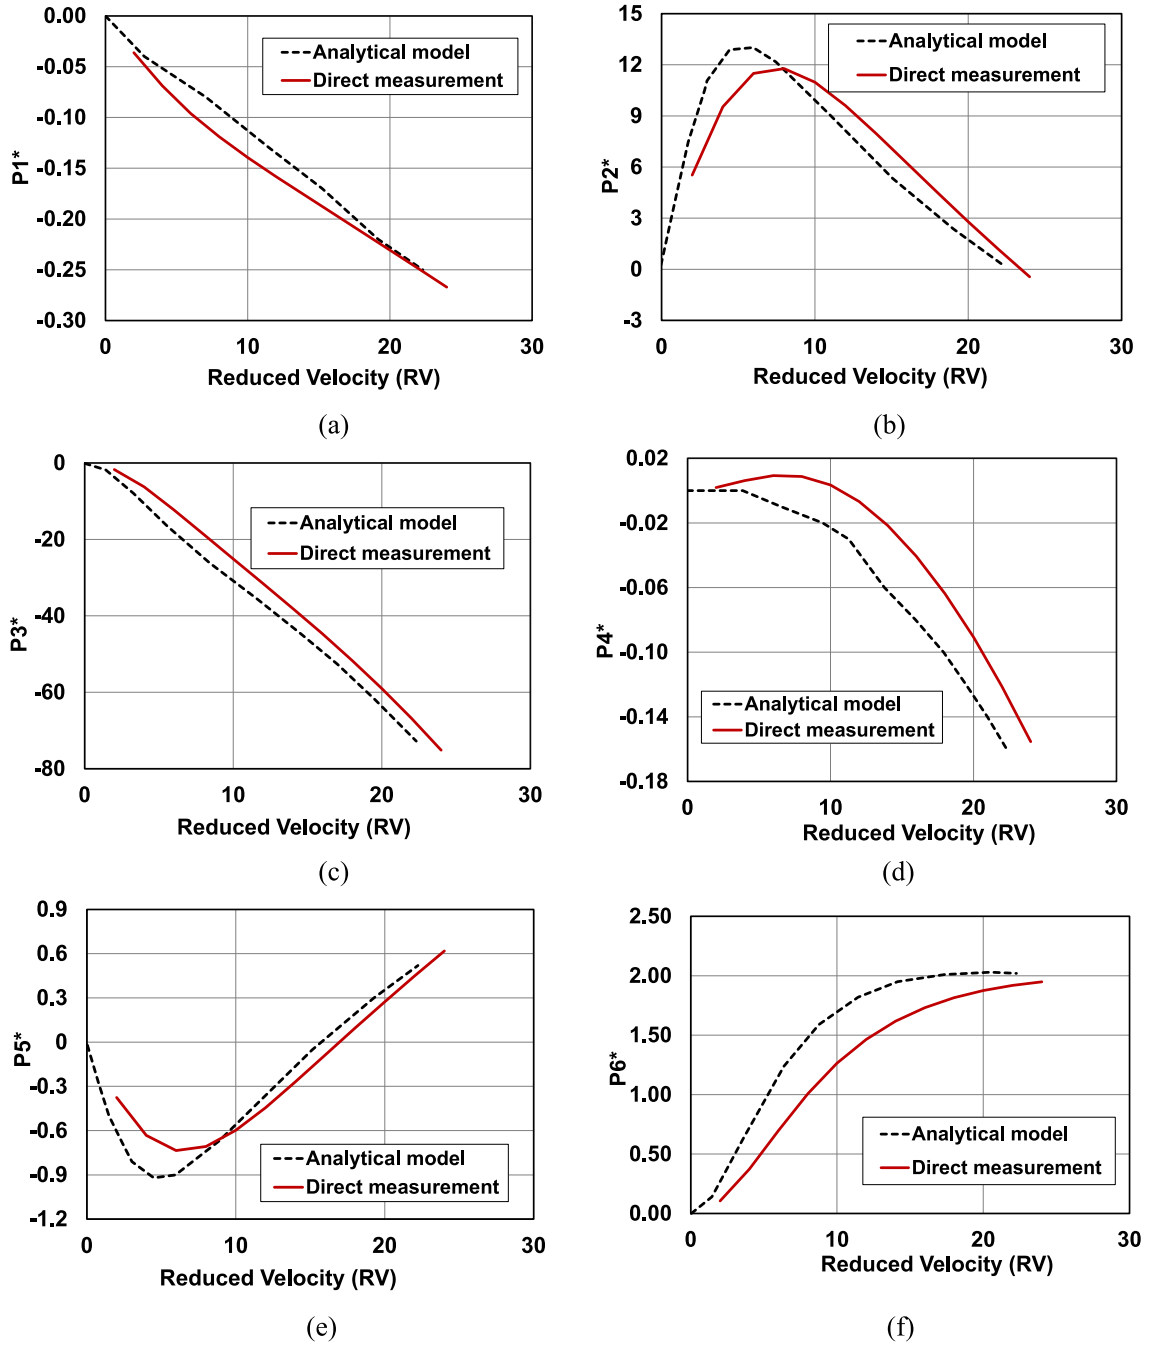 0.00
-0.05
-0.10
-0.15
-0.20
-0.25
-0.30
P1*
Analytical model
Direct measurement
0 10 20 30
Reduced Velocity (RV)
(a)
15
12
9
6
3
0
-3
P2*
Analytical model
Direct measurement
0 10 20 30
Reduced Velocity (RV)
(b)
0
-20
-40
-60
-80
P3*
Analytical model
Direct measurement
0 10 20 30
Reduced Velocity (RV)
(c)
0.02
-0.02
-0.06
-0.10
-0.14
-0.18
P4*
Analytical model
Direct measurement
0 10 20 30
Reduced Velocity (RV)
(d)
0.9
0.6
0.3
0
-0.3
-0.6
-0.9
-1.2
P5*
Analytical model
Direct measurement
0 10 20 30
Reduced Velocity (RV)
(e)
2.50
2.00
1.50
1.00
0.50
0.00
P6*
Analytical model
Direct measurement
0 10 20 30
Reduced Velocity (RV)
(f)